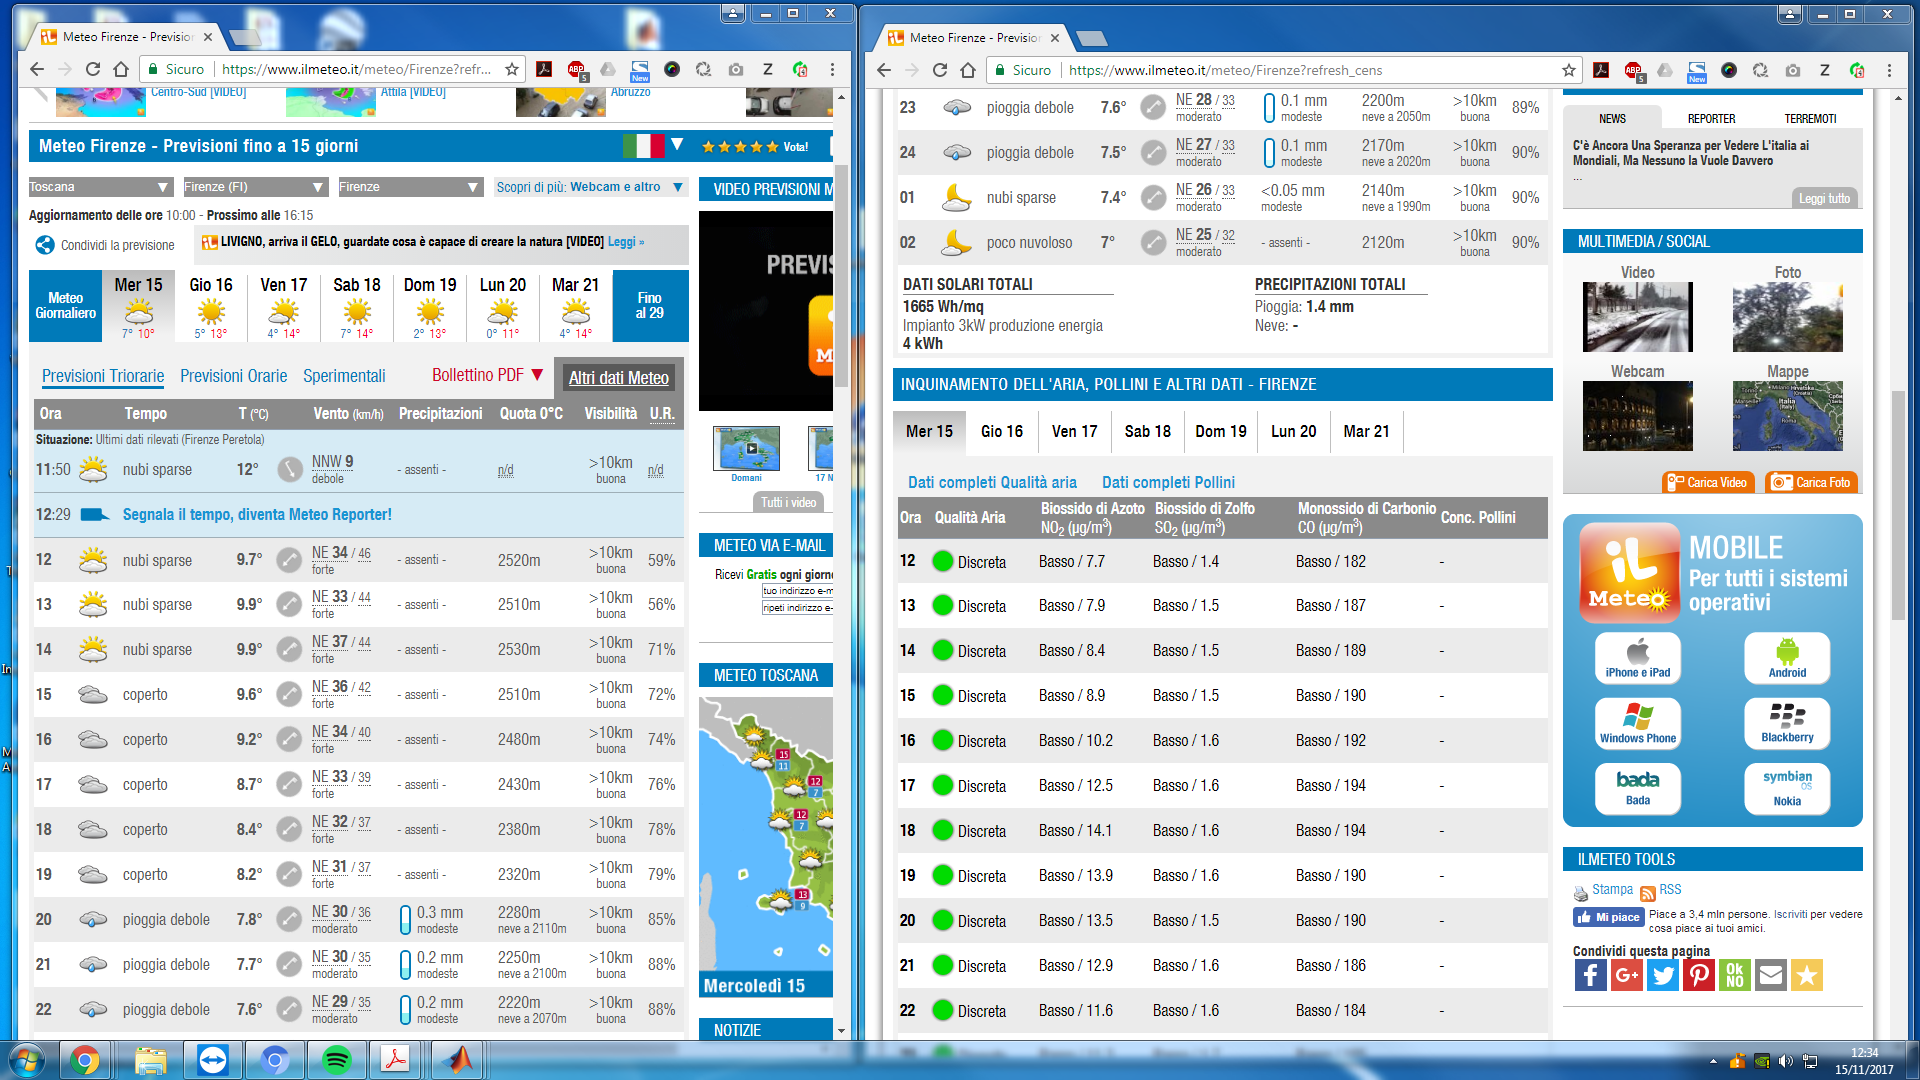 Meteo Firenze - Previsior
Sicuro
https://www.ilmeteo.it/meteo/Firenze?refr...
Centro-Sud [VIDEO]
Attila [VIDEO]
Abruzzo
Meteo Firenze - Previsioni fino a 15 giorni
Vota!
Toscana
Firenze (FI)
Firenze
Scopri di più: Webcam e altro
Aggiornamento delle ore 10:00 - Prossimo alle 16:15
Condividi la previsione
LIVIGNO, arriva il GELO, guardate cosa è capace di creare la natura [VIDEO] Leggi »
Meteo Giornaliero
Mer 15 7° 10°
Gio 16 5° 13°
Ven 17 4° 14°
Sab 18 7° 14°
Dom 19 2° 13°
Lun 20 0° 11°
Mar 21 4° 14°
Fino al 29
Previsioni Triorarie Previsioni Orarie Sperimentali Bollettino PDF ▼ Altri dati Meteo
Ora Tempo T (°C) Vento (km/h) Precipitazioni Quota 0°C Visibilità U.R.
Situazione: Ultimi dati rilevati (Firenze Peretola)
11:50 nubi sparse 12° NNW 9 debole - assenti - n/d >10km buona n/d
12:29 Segnala il tempo, diventa Meteo Reporter!
12 nubi sparse 9.7° NE 34 / 46 forte - assenti - 2520m >10km buona 59%
13 nubi sparse 9.9° NE 33 / 44 forte - assenti - 2510m >10km buona 56%
14 nubi sparse 9.9° NE 37 / 44 forte - assenti - 2530m >10km buona 71%
15 coperto 9.6° NE 36 / 42 forte - assenti - 2510m >10km buona 72%
16 coperto 9.2° NE 34 / 40 forte - assenti - 2480m >10km buona 74%
17 coperto 8.7° NE 33 / 39 forte - assenti - 2430m >10km buona 76%
18 coperto 8.4° NE 32 / 37 forte - assenti - 2380m >10km buona 78%
19 coperto 8.2° NE 31 / 37 forte - assenti - 2320m >10km buona 79%
20 pioggia debole 7.8° NE 30 / 36 moderato 0.3 mm modeste 2280m neve a 2110m >10km buona 85%
21 pioggia debole 7.7° NE 30 / 35 moderato 0.2 mm modeste 2250m neve a 2100m >10km buona 88%
22 pioggia debole 7.6° NE 29 / 35 moderato 0.2 mm modeste 2220m neve a 2070m >10km buona 88%
VIDEO PREVISIONI M
PREVIS
Domani
17 N
Tutti i video
METEO VIA E-MAIL
Ricevi Gratis ogni giorno
tuo indirizzo e-m
ripeti indirizzo e-
METEO TOSCANA
15 11
12 7
12 7
13 9
Mercoledì 15
NOTIZIE
Meteo Firenze - Previsior
Sicuro
https://www.ilmeteo.it/meteo/Firenze?refresh_cens
23 pioggia debole 7.6° NE 28 / 33 moderato 0.1 mm modeste 2200m neve a 2050m >10km buona 89%
24 pioggia debole 7.5° NE 27 / 33 moderato 0.1 mm modeste 2170m neve a 2020m >10km buona 90%
01 nubi sparse 7.4° NE 26 / 33 moderato <0.05 mm modeste 2140m neve a 1990m >10km buona 90%
02 poco nuvoloso 7° NE 25 / 32 moderato - assenti - 2120m >10km buona 90%
DATI SOLARI TOTALI
1665 Wh/mq
Impianto 3kW produzione energia
4 kWh
PRECIPITAZIONI TOTALI
Pioggia: 1.4 mm
Neve: -
INQUINAMENTO DELL'ARIA, POLLINI E ALTRI DATI - FIRENZE
Mer 15 Gio 16 Ven 17 Sab 18 Dom 19 Lun 20 Mar 21
Dati completi Qualità aria Dati completi Pollini
Ora Qualità Aria Biossido di Azoto NO2 (µg/m3) Biossido di Zolfo SO2 (µg/m3) Monossido di Carbonio CO (µg/m3) Conc. Pollini
12 Discreta Basso / 7.7 Basso / 1.4 Basso / 182 -
13 Discreta Basso / 7.9 Basso / 1.5 Basso / 187 -
14 Discreta Basso / 8.4 Basso / 1.5 Basso / 189 -
15 Discreta Basso / 8.9 Basso / 1.5 Basso / 190 -
16 Discreta Basso / 10.2 Basso / 1.6 Basso / 192 -
17 Discreta Basso / 12.5 Basso / 1.6 Basso / 194 -
18 Discreta Basso / 14.1 Basso / 1.6 Basso / 194 -
19 Discreta Basso / 13.9 Basso / 1.6 Basso / 190 -
20 Discreta Basso / 13.5 Basso / 1.5 Basso / 190 -
21 Discreta Basso / 12.9 Basso / 1.6 Basso / 186 -
22 Discreta Basso / 11.6 Basso / 1.6 Basso / 184 -
NEWS REPORTER TERREMOTI
C'è Ancora Una Speranza per Vedere L'italia ai
Mondiali, Ma Nessuno la Vuole Davvero
...
Leggi tutto
MULTIMEDIA / SOCIAL
Video Foto
Webcam Mappe
Italia
Carica Video Carica Foto
iL Meteo
MOBILE
Per tutti i sistemi
operativi
iPhone e iPad
Android
Windows Phone
Blackberry
bada
Bada
symbian OS
Nokia
ILMETEO TOOLS
Stampa RSS
Mi piace Piace a 3,4 mln persone. Iscriviti per vedere
cosa piace ai tuoi amici.
Condividi questa pagina
OK NO
12:34
15/11/2017